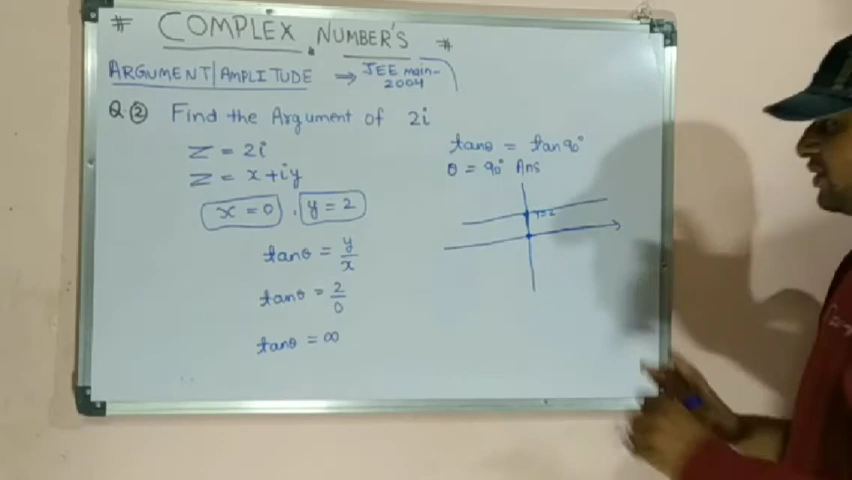 # COMPLEX NUMBER'S #
ARGUMENT|AMPLITUDE ⟹ JEE main-2004
Q② Find the Argument of 2i
Z = 2i
Z = x+iy
x = 0, y = 2
tanθ = y/x
tanθ = 2/0
tanθ = ∞
tanθ = tan90°
θ = 90° Ans
y=2